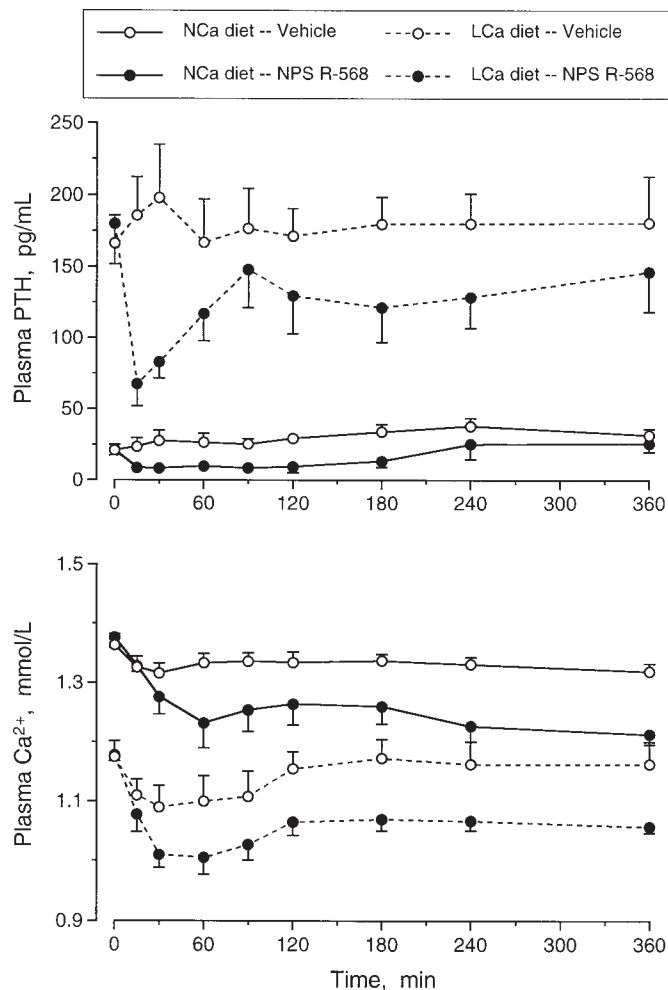 NCa diet -- Vehicle LCa diet -- Vehicle
NCa diet -- NPS R-568 LCa diet -- NPS R-568
Plasma PTH, pg/mL
250
200
150
100
50
0
0 60 120 180 240 300 360
Plasma Ca²⁺, mmol/L
1.5
1.3
1.1
0.9
0 60 120 180 240 300 360
Time, min